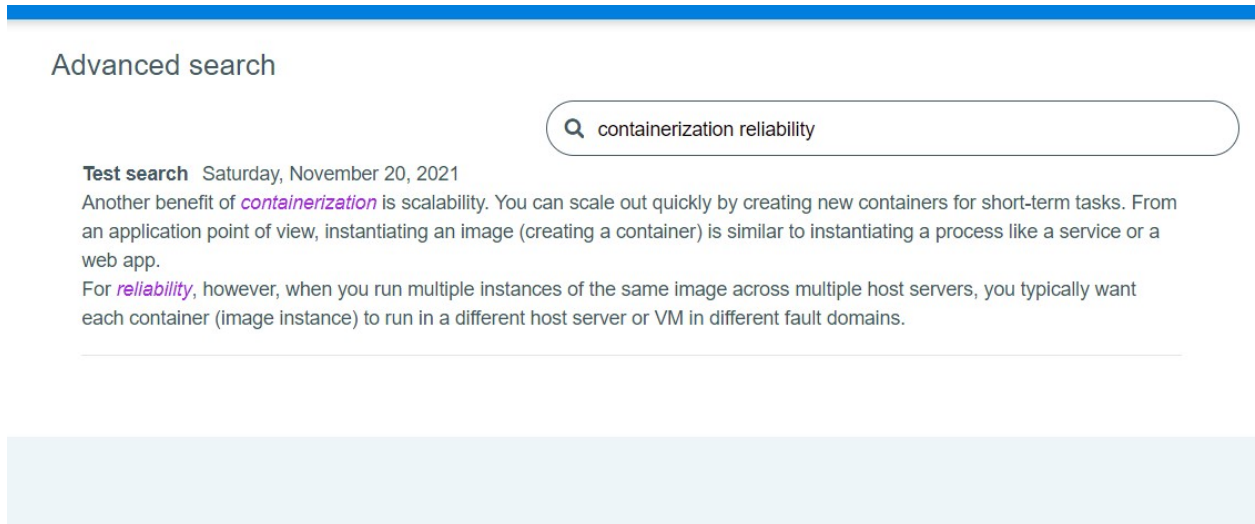 Advanced search
containerization reliability
Test search Saturday, November 20, 2021
Another benefit of containerization is scalability. You can scale out quickly by creating new containers for short-term tasks. From
an application point of view, instantiating an image (creating a container) is similar to instantiating a process like a service or a
web app.
For reliability, however, when you run multiple instances of the same image across multiple host servers, you typically want
each container (image instance) to run in a different host server or VM in different fault domains.